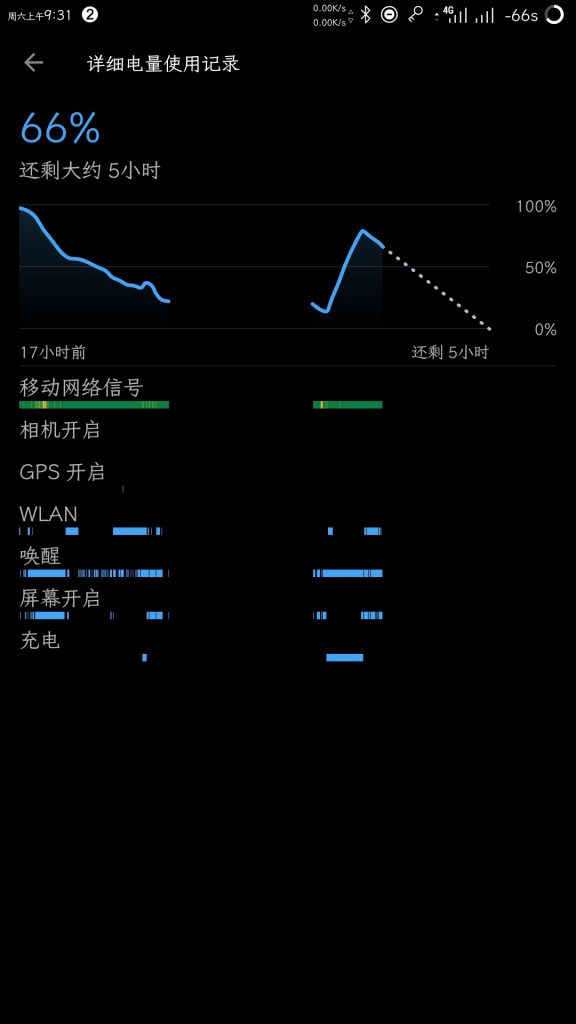 周六上午9:31 2 0.00K/s 0.00K/s 4G -66s
详细电量使用记录
66%
还剩大约 5小时
100%
50%
0%
17小时前 还剩 5小时
移动网络信号
相机开启
GPS 开启
WLAN
唤醒
屏幕开启
充电